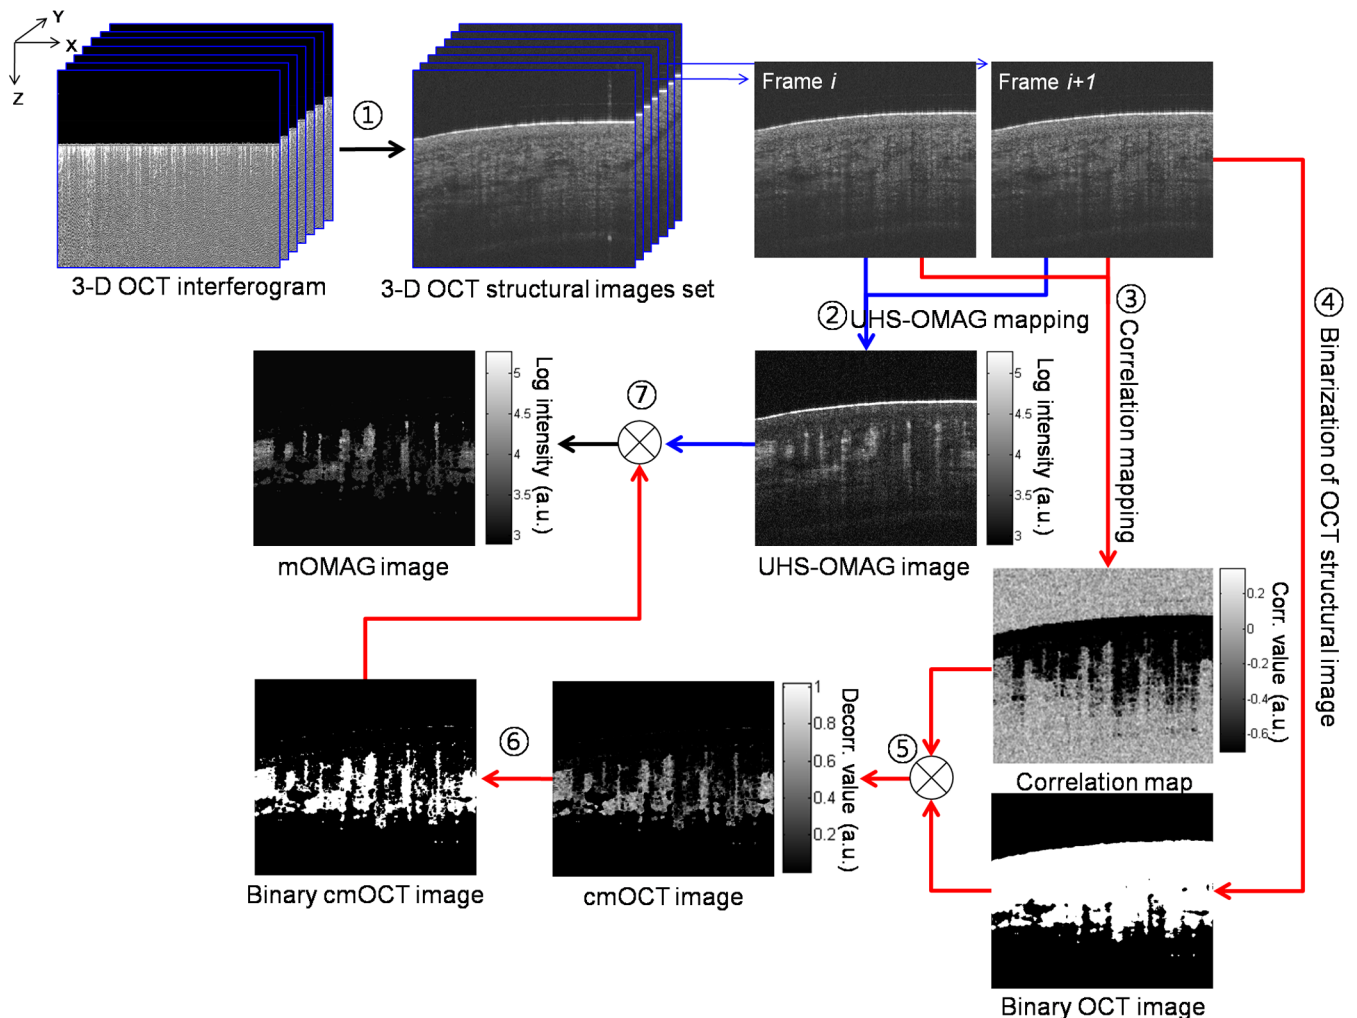 Y
X
Z
①
3-D OCT interferogram
3-D OCT structural images set
Frame i
Frame i+1
② UHS-OMAG mapping
③ Correlation mapping
④ Binarization of OCT structural image
⑦
5
4.5
4
3.5
3
Log intensity (a.u.)
mOMAG image
5
4.5
4
3.5
3
Log intensity (a.u.)
UHS-OMAG image
0.2
0
-0.2
-0.4
-0.6
Corr. value (a.u.)
Correlation map
⑤
⑥
1
0.8
0.6
0.4
0.2
Decorr. value (a.u.)
Binary cmOCT image
cmOCT image
Binary OCT image